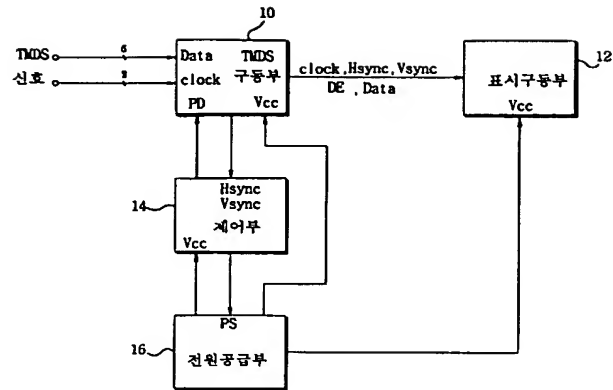 10
TMDS
신호
6
2
Data TMDS
clock 구동부
PD Vcc
clock,Hsync,Vsync
DE ,Data
12
표시구동부
Vcc
14
Hsync
Vsync
제어부
Vcc
16
PS
전원공급부